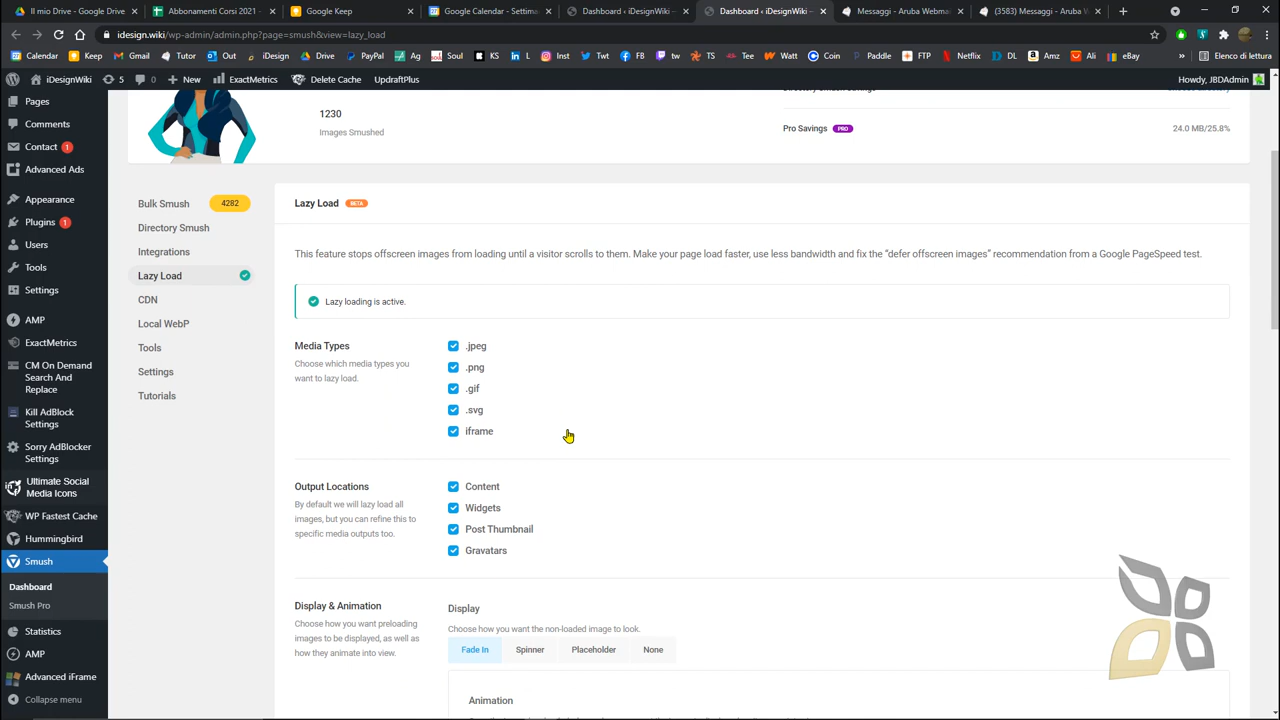 Il mio Drive - Google Drive
Abbonamenti Corsi 2021 -
Google Keep
Google Calendar - Settim
Dashboard ‹ iDesignWiki -
Dashboard ‹ iDesignWiki -
Messaggi - Aruba Webma
(6583) Messaggi - Aruba W
idesign.wiki/wp-admin/admin.php?page=smush&view=lazy_load
Calendar
Keep
Gmail
Tutor
Out
iDesign
Drive
PayPal
Ag
Soul
KS
L
Inst
Twt
FB
Twt
TS
Watt
Coin
Paddle
FTP
Netflix
DL
Amz
Ali
eBay
Elenco di lettura
iDesignWiki
5
0
New
ExactMetrics
Delete Cache
UpdraftPlus
Howdy, JBDAdmin
Pages
Comments
Contact 1
Advanced Ads
Appearance
Plugins 1
Users
Tools
Settings
AMP
ExactMetrics
CM On Demand
Search And
Replace
Kill AdBlock
Settings
Sorry AdBlocker
Settings
Ultimate Social
Media Icons
WP Fastest Cache
Hummingbird
Smush
Dashboard
Smush Pro
Statistics
AMP
Advanced iFrame
Collapse menu
1230
Images Smushed
Pro Savings PRO
24.0 MB/25.8%
Bulk Smush 4282
Directory Smush
Integrations
Lazy Load
CDN
Local WebP
Tools
Settings
Tutorials
Lazy Load BETA
This feature stops offscreen images from loading until a visitor scrolls to them. Make your page load faster, use less bandwidth and fix the “defer offscreen images” recommendation from a Google PageSpeed test.
Lazy loading is active.
Media Types
Choose which media types you
want to lazy load.
.jpeg
.png
.gif
.svg
iframe
Output Locations
By default we will lazy load all
images, but you can refine this to
specific media outputs too.
Content
Widgets
Post Thumbnail
Gravatars
Display & Animation
Choose how you want preloading
images to be displayed, as well as
how they animate into view.
Display
Choose how you want the non-loaded image to look.
Fade In
Spinner
Placeholder
None
Animation